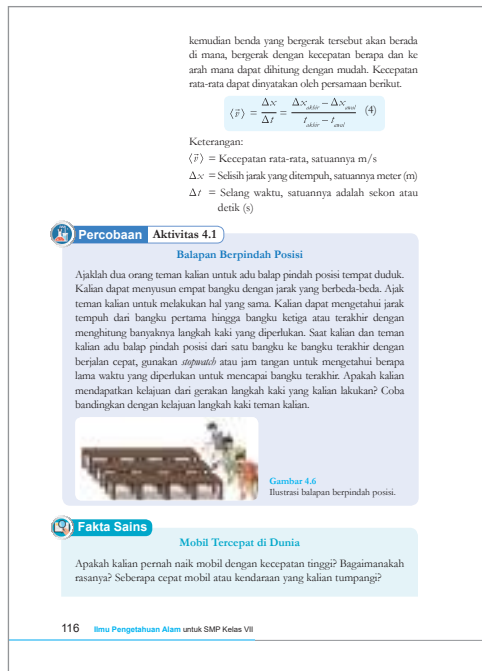 kemudian benda yang bergerak tersebut akan berada
di mana, bergerak dengan kecepatan berapa dan ke
arah mana dapat dihitung dengan mudah. Kecepatan
rata-rata dapat dinyatakan oleh persamaan berikut.
⟨v⃗⟩ = Δx/Δt = (Δx_akhir − Δx_awal)/(t_akhir − t_awal) (4)
Keterangan:
⟨v⃗⟩ = Kecepatan rata-rata, satuannya m/s
Δx = Selisih jarak yang ditempuh, satuannya meter (m)
Δt = Selang waktu, satuannya adalah sekon atau
detik (s)
Percobaan Aktivitas 4.1
Balapan Berpindah Posisi
Ajaklah dua orang teman kalian untuk adu balap pindah posisi tempat duduk.
Kalian dapat menyusun empat bangku dengan jarak yang berbeda-beda. Ajak
teman kalian untuk melakukan hal yang sama. Kalian dapat mengetahui jarak
tempuh dari bangku pertama hingga bangku ketiga atau terakhir dengan
menghitung banyaknya langkah kaki yang diperlukan. Saat kalian dan teman
kalian adu balap pindah posisi dari satu bangku ke bangku terakhir dengan
berjalan cepat, gunakan stopwatch atau jam tangan untuk mengetahui berapa
lama waktu yang diperlukan untuk mencapai bangku terakhir. Apakah kalian
mendapatkan kelajuan dari gerakan langkah kaki yang kalian lakukan? Coba
bandingkan dengan kelajuan langkah kaki teman kalian.
Gambar 4.6
Ilustrasi balapan berpindah posisi.
Fakta Sains
Mobil Tercepat di Dunia
Apakah kalian pernah naik mobil dengan kecepatan tinggi? Bagaimanakah
rasanya? Seberapa cepat mobil atau kendaraan yang kalian tumpangi?
116 Ilmu Pengetahuan Alam untuk SMP Kelas VII